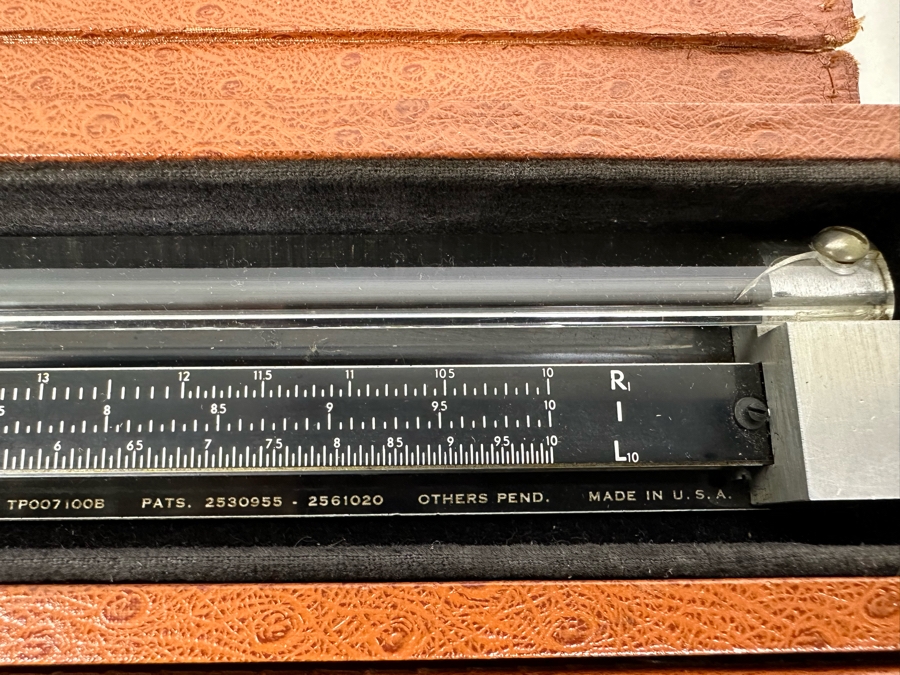 13 12 11.5 11 10.5 10 R1
8 8.5 9 9.5 10 I
6 6.5 7 7.5 8 8.5 9 9.5 10 L10
TP007100B PATS. 2530955 - 2561020 OTHERS PEND. MADE IN U.S.A.